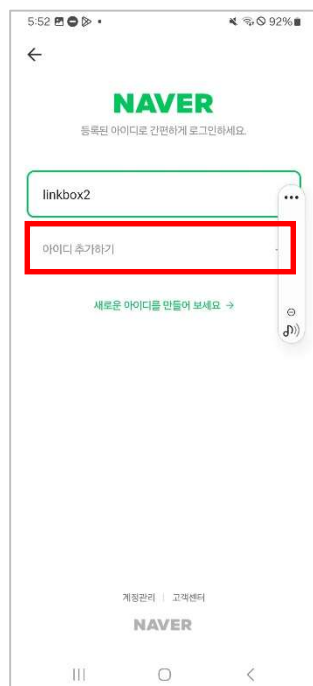 5:52 92%
NAVER
등록된 아이디로 간편하게 로그인하세요.
linkbox2
아이디 추가하기
새로운 아이디를 만들어 보세요 →
계정관리 | 고객센터
NAVER